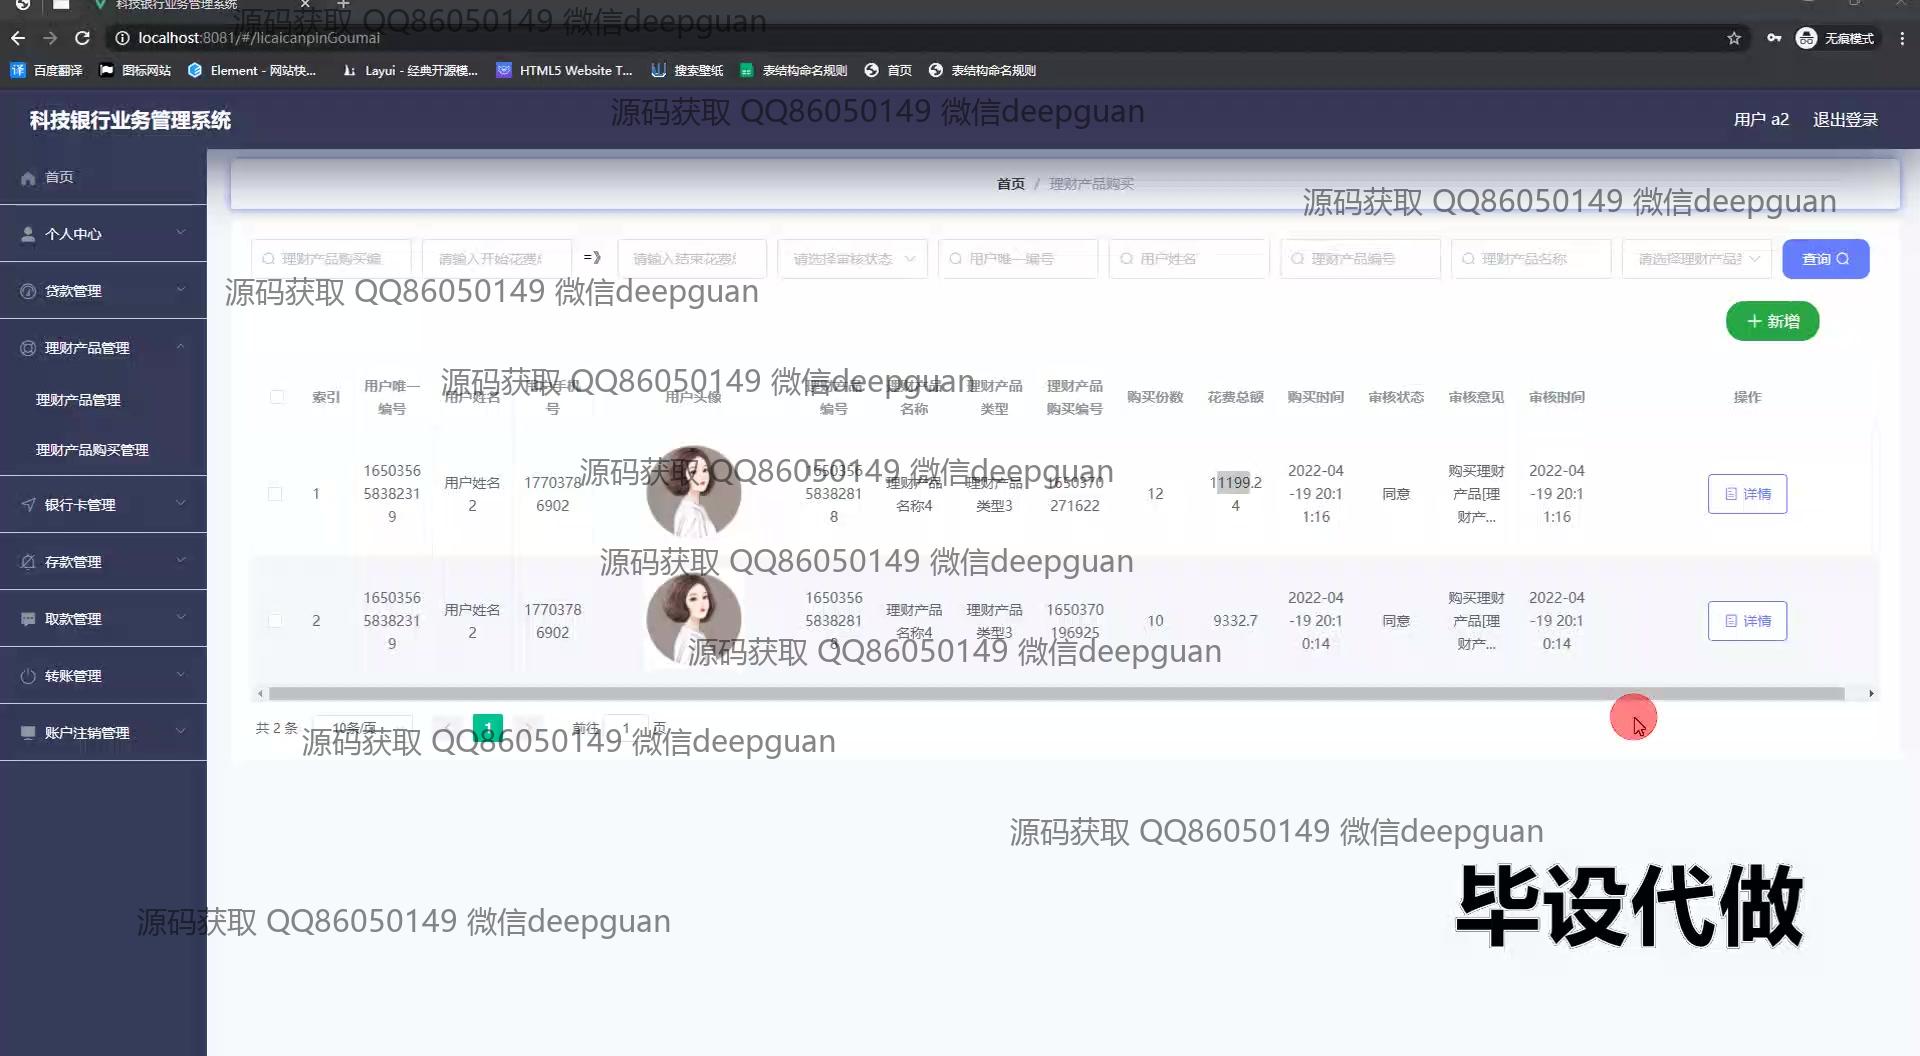 科技银行业务管理系统
源码获取 QQ86050149 微信deepguan
localhost:8081/#/licaicanpinGoumai
无痕模式
百度翻译
图标网站
Element - 网站快...
Layui - 经典开源模...
HTML5 Website T...
搜索壁纸
表结构命名规则
首页
表结构命名规则
源码获取 QQ86050149 微信deepguan
科技银行业务管理系统
用户 a2
退出登录
首页
个人中心
贷款管理
理财产品管理
理财产品管理
理财产品购买管理
银行卡管理
存款管理
取款管理
转账管理
账户注销管理
首页 / 理财产品购买
源码获取 QQ86050149 微信deepguan
理财产品购买编
请输入开始花费
=》
请输入结束花费
请选择审核状态
用户唯一编号
用户姓名
理财产品编号
理财产品名称
请选择理财产品
查询
源码获取 QQ86050149 微信deepguan
新增
源码获取 QQ86050149 微信deepguan
索引
用户唯一
编号
用户姓名
用户手机
号
用户头像
理财产品
编号
理财产品
名称
理财产品
类型
理财产品
购买编号
购买份数
花费总额
购买时间
审核状态
审核意见
审核时间
操作
源码获取 QQ86050149 微信deepguan
1
1650356
5838231
9
用户姓名
2
1770378
6902
1650356
5838281
8
理财产品
名称4
理财产品
类型3
1650370
271622
12
11199.2
4
2022-04
-19 20:1
1:16
同意
购买理财
产品[理
财产...
2022-04
-19 20:1
1:16
详情
源码获取 QQ86050149 微信deepguan
2
1650356
5838231
9
用户姓名
2
1770378
6902
1650356
5838281
8
理财产品
名称4
理财产品
类型3
1650370
196925
10
9332.7
2022-04
-19 20:1
0:14
同意
购买理财
产品[理
财产...
2022-04
-19 20:1
0:14
详情
源码获取 QQ86050149 微信deepguan
共 2 条
10条/页
1
前往 1 页
源码获取 QQ86050149 微信deepguan
源码获取 QQ86050149 微信deepguan
毕设代做
源码获取 QQ86050149 微信deepguan